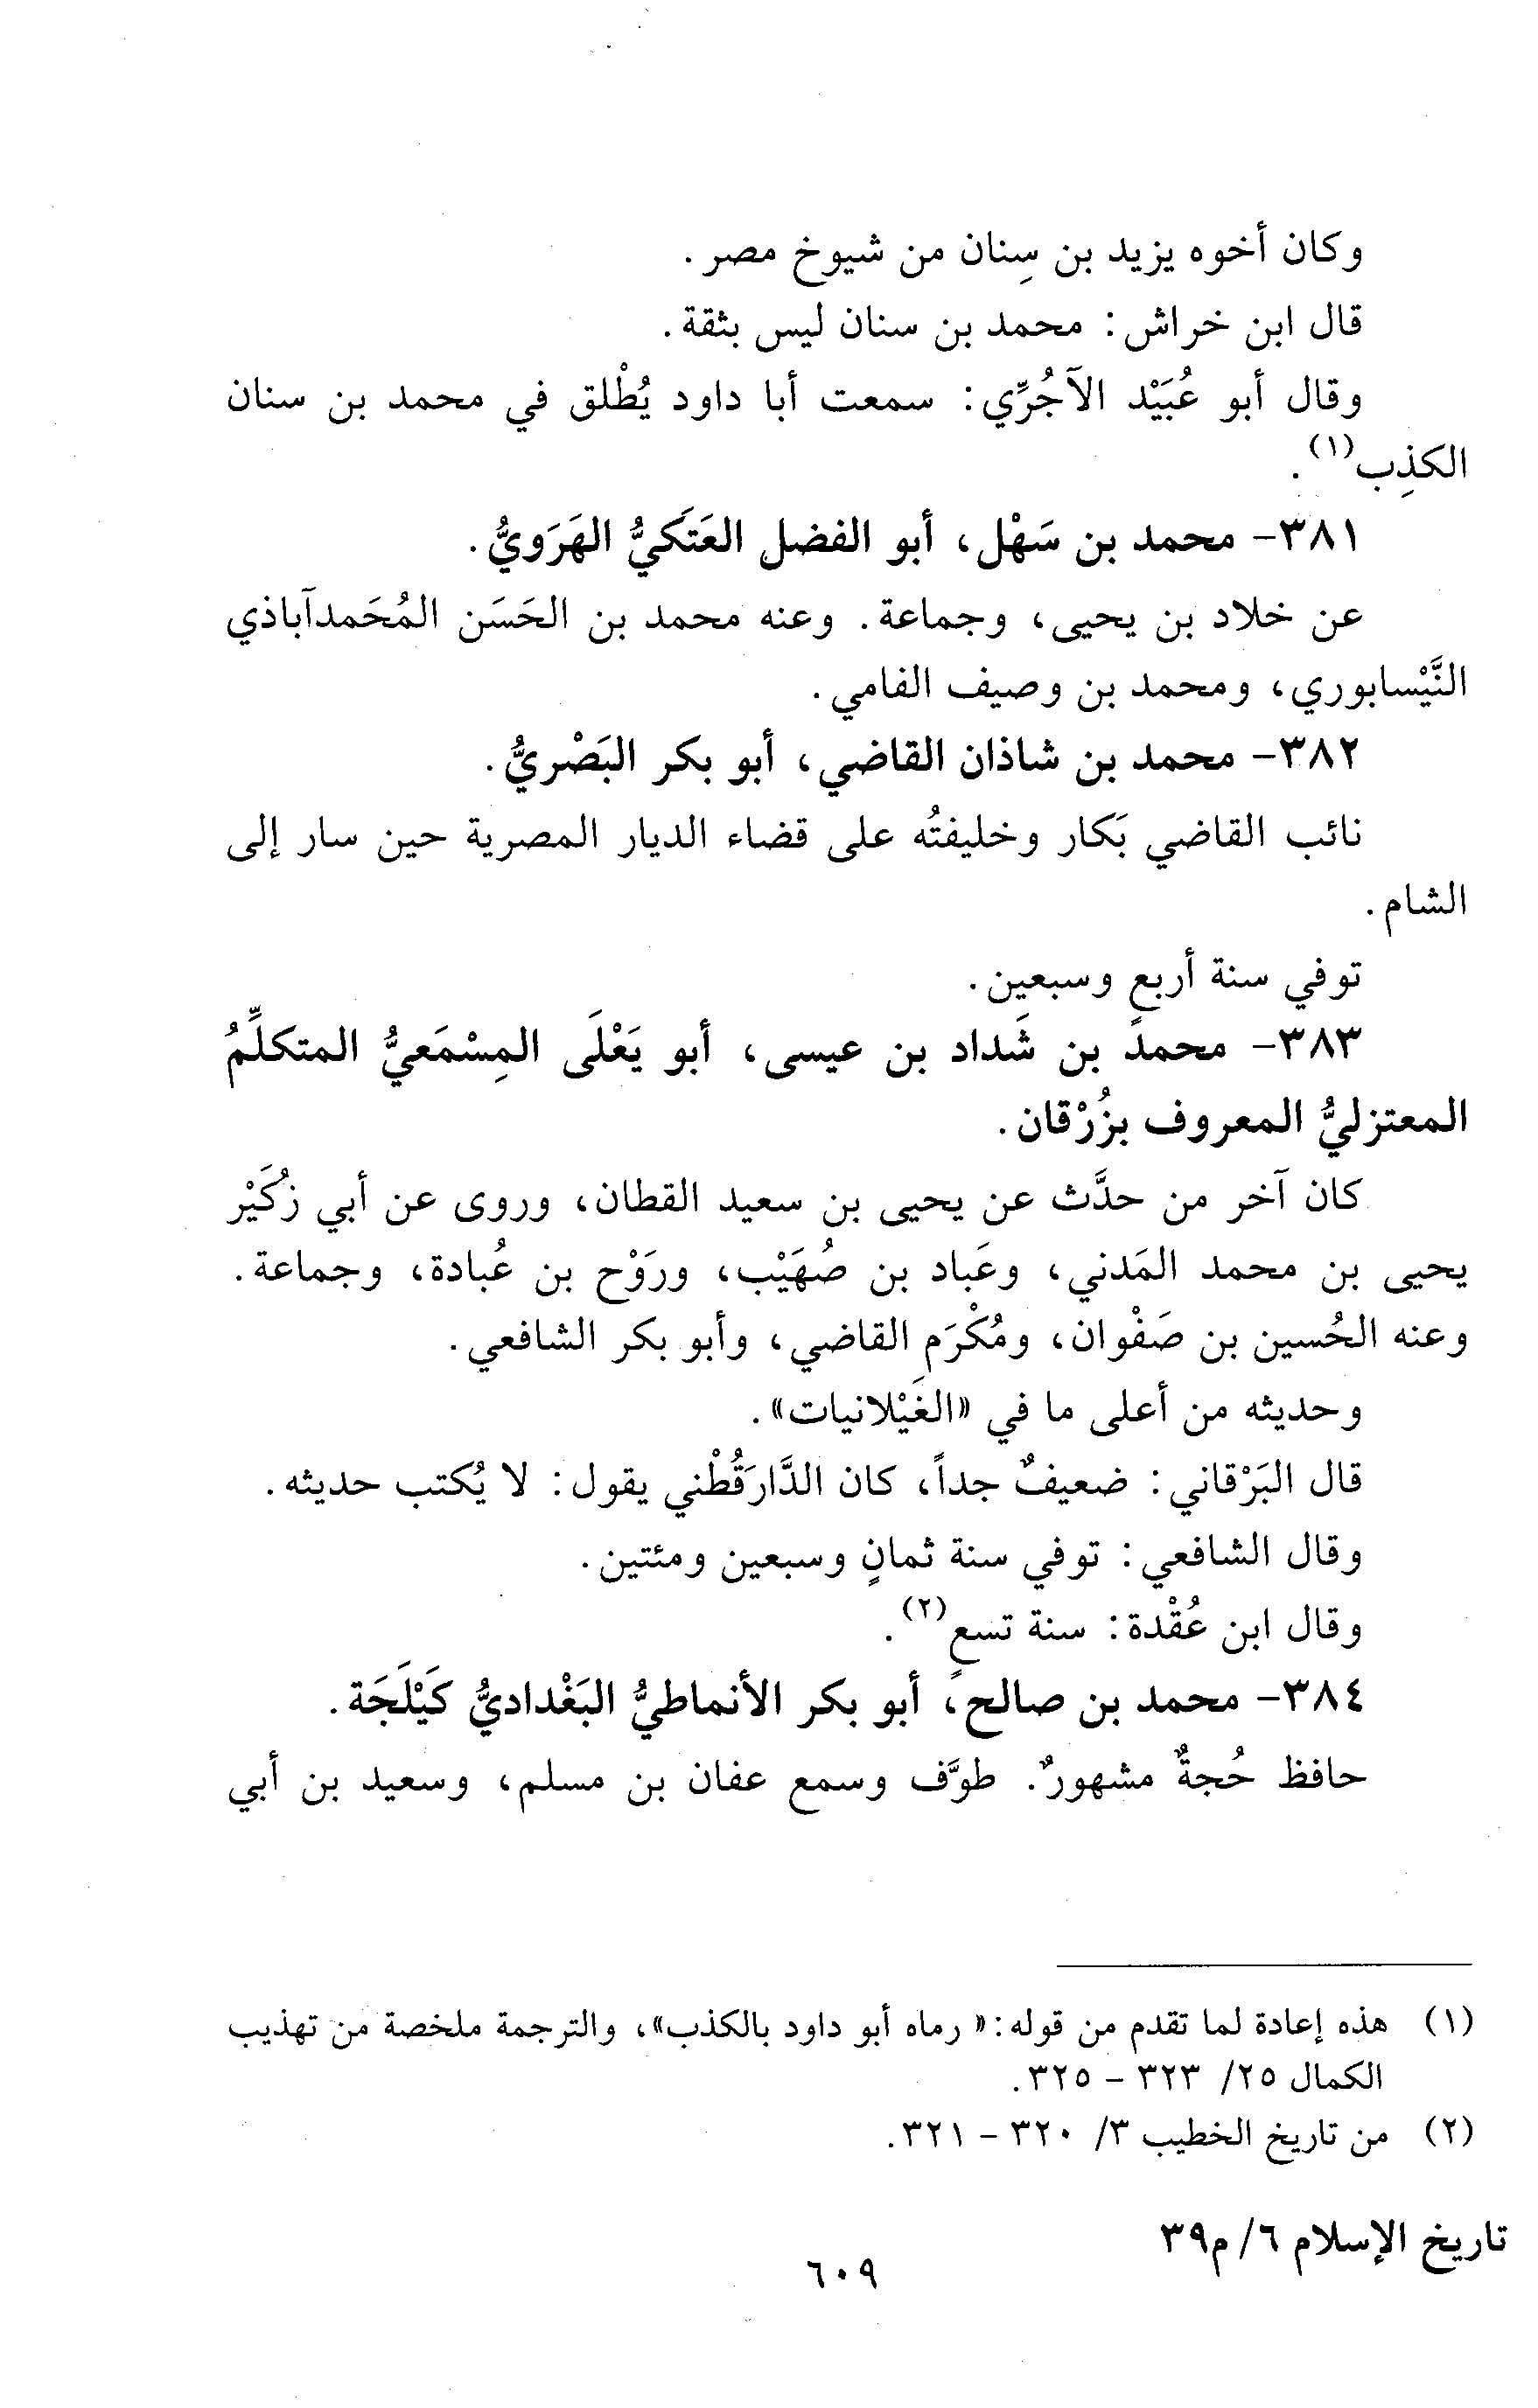 وكان أخوه يزيد بن سِنان من شيوخ مصر.
قال ابن خراش: محمد بن سنان ليس بثقة.
وقال أبو عُبَيْد الآجُرِّي: سمعت أبا داود يُطْلق في محمد بن سنان
الكذِب(١).
٣٨١- محمد بن سَهْل، أبو الفضل العَتَكيُّ الهَرَويُّ.
عن خلاد بن يحيى، وجماعة. وعنه محمد بن الحَسَن المُحَمدآباذي
النَّيْسابوري، ومحمد بن وصيف الفامي.
٣٨٢- محمد بن شاذان القاضي، أبو بكر البَصْريُّ.
نائب القاضي بَكار وخليفتُه على قضاء الديار المصرية حين سار إلى
الشام.
توفي سنة أربعٍ وسبعين.
٣٨٣- محمد بن شَداد بن عيسى، أبو يَعْلَى المِسْمَعيُّ المتكلِّمُ
المعتزليُّ المعروف بزُرْقان.
كان آخر من حدَّث عن يحيى بن سعيد القطان، وروى عن أبي زُكَيْر
يحيى بن محمد المَدني، وعَباد بن صُهَيْب، ورَوْح بن عُبادة، وجماعة.
وعنه الحُسين بن صَفْوان، ومُكْرَم القاضي، وأبو بكر الشافعي.
وحديثه من أعلى ما في «الغَيْلانيات».
قال البَرْقاني: ضعيفٌ جداً، كان الدَّارَقُطْني يقول: لا يُكتب حديثه.
وقال الشافعي: توفي سنة ثمانٍ وسبعين ومئتين.
وقال ابن عُقْدة: سنة تسعٍ(٢).
٣٨٤- محمد بن صالح، أبو بكر الأنماطيُّ البَغْداديُّ كَيْلَجَة.
حافظ حُجةٌ مشهورٌ. طوَّف وسمع عفان بن مسلم، وسعيد بن أبي
(١) هذه إعادة لما تقدم من قوله: «رماه أبو داود بالكذب»، والترجمة ملخصة من تهذيب
الكمال ٢٥/ ٣٢٣ - ٣٢٥.
(٢) من تاريخ الخطيب ٣/ ٣٢٠ - ٣٢١.
تاريخ الإسلام ٦/ م٣٩
٦٠٩